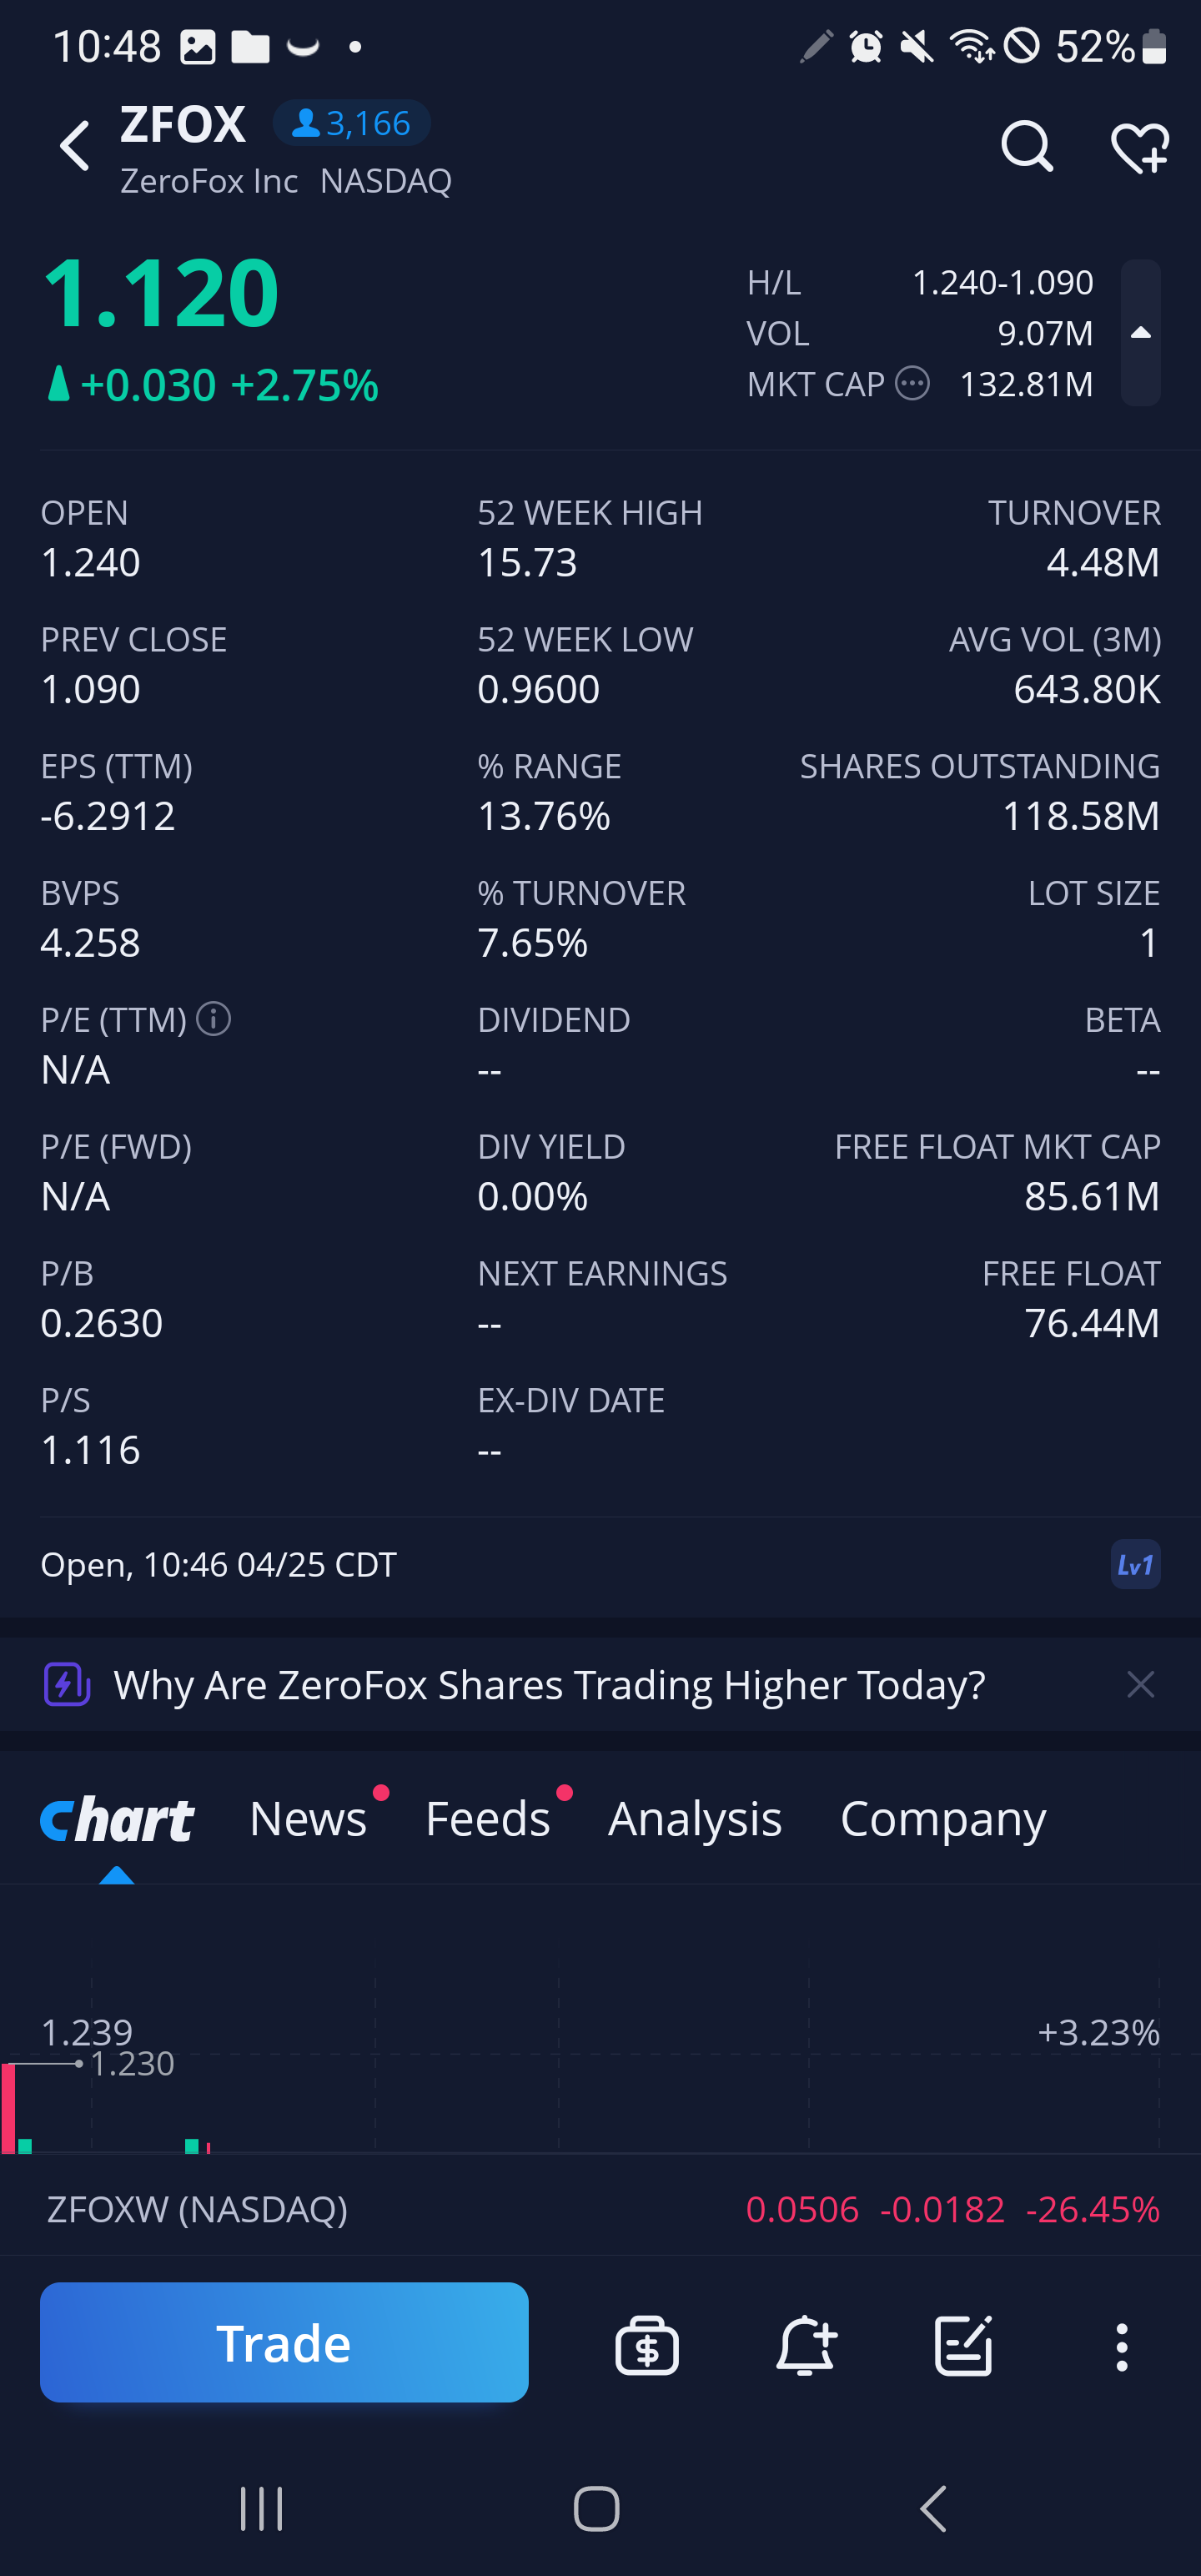 10:48 52%
ZFOX 3,166
ZeroFox Inc NASDAQ
1.120
+0.030 +2.75%
H/L 1.240-1.090
VOL 9.07M
MKT CAP 132.81M
OPEN 52 WEEK HIGH TURNOVER
1.240 15.73 4.48M
PREV CLOSE 52 WEEK LOW AVG VOL (3M)
1.090 0.9600 643.80K
EPS (TTM) % RANGE SHARES OUTSTANDING
-6.2912 13.76% 118.58M
BVPS % TURNOVER LOT SIZE
4.258 7.65% 1
P/E (TTM) DIVIDEND BETA
N/A -- --
P/E (FWD) DIV YIELD FREE FLOAT MKT CAP
N/A 0.00% 85.61M
P/B NEXT EARNINGS FREE FLOAT
0.2630 -- 76.44M
P/S EX-DIV DATE
1.116 --
Open, 10:46 04/25 CDT Lv1
Why Are ZeroFox Shares Trading Higher Today?
Chart News Feeds Analysis Company
1.239 +3.23%
1.230
ZFOXW (NASDAQ) 0.0506 -0.0182 -26.45%
Trade